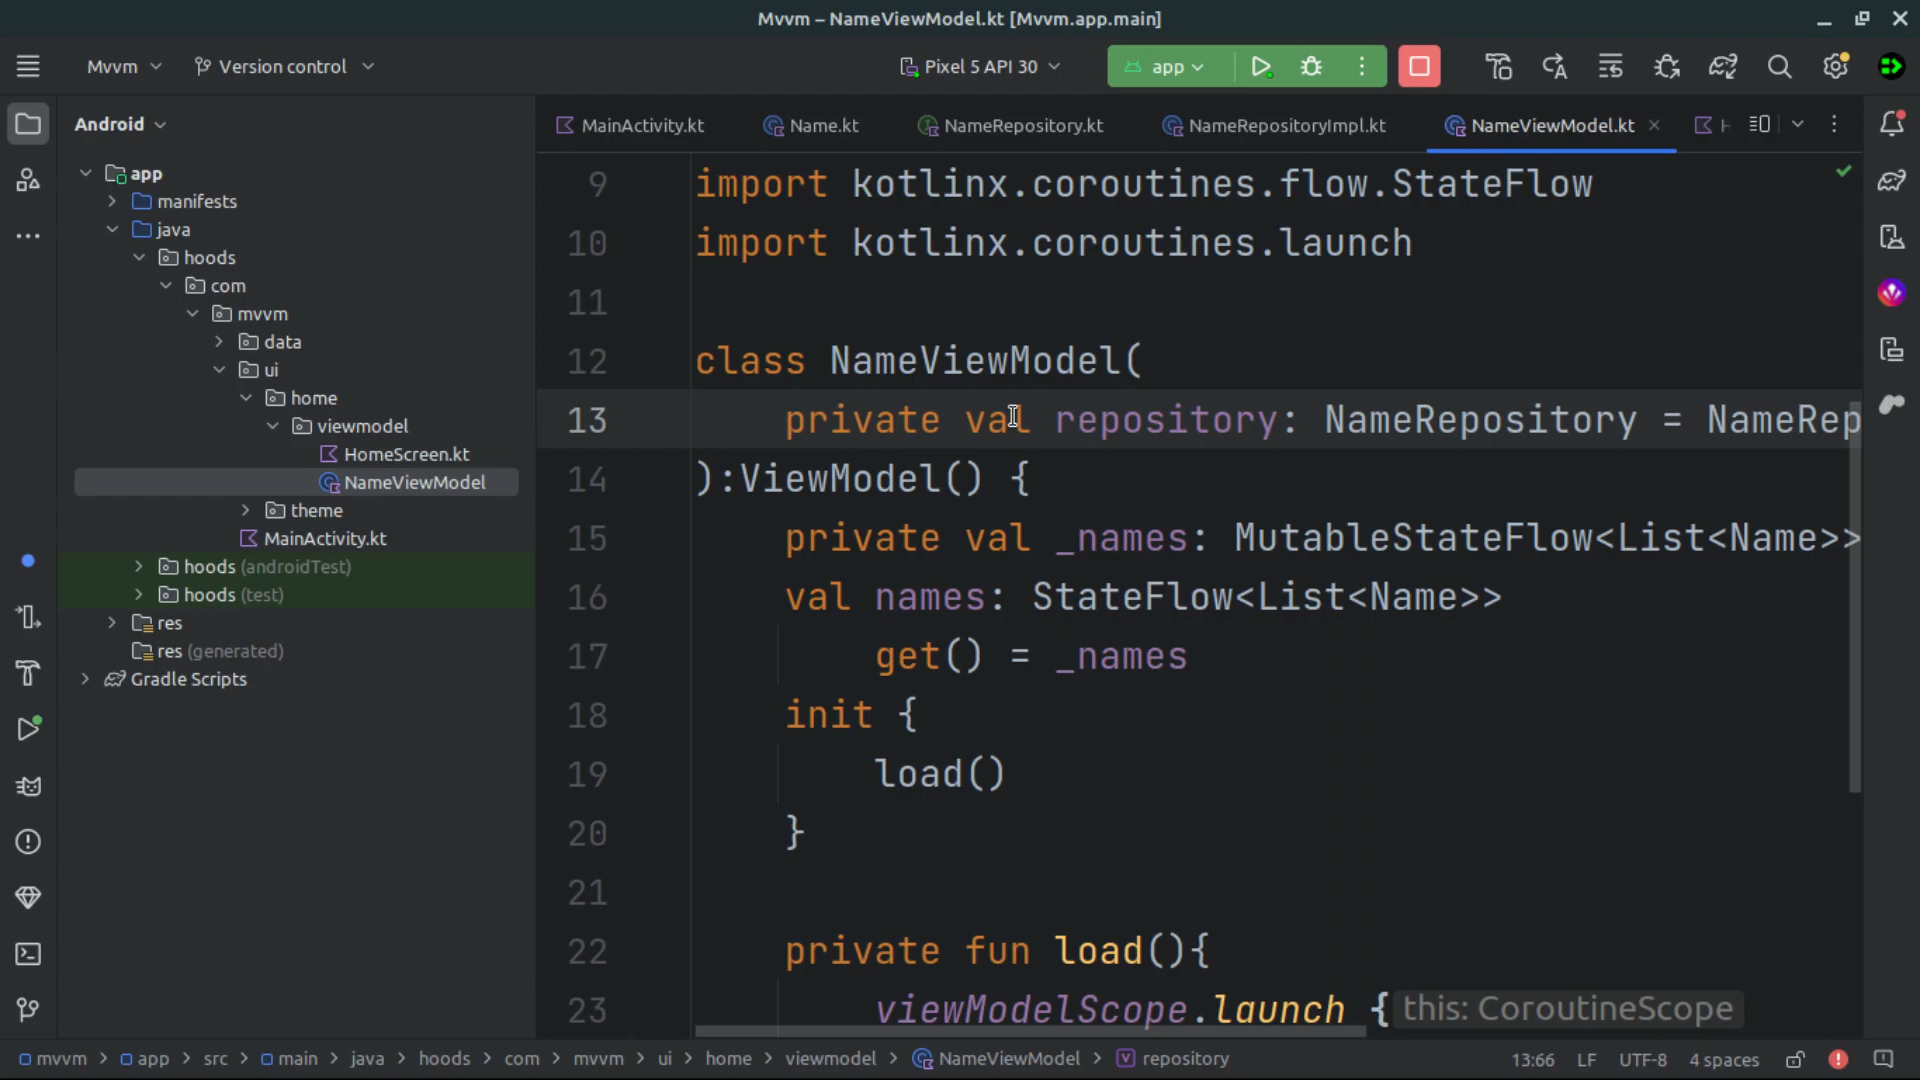 Mvvm – NameViewModel.kt [Mvvm.app.main]
Mvvm
Version control
Pixel 5 API 30
app
Android
MainActivity.kt
Name.kt
NameRepository.kt
NameRepositoryImpl.kt
NameViewModel.kt
app
manifests
java
hoods
com
mvvm
data
ui
home
viewmodel
HomeScreen.kt
NameViewModel
theme
MainActivity.kt
hoods (androidTest)
hoods (test)
res
res (generated)
Gradle Scripts
9 import kotlinx.coroutines.flow.StateFlow
10 import kotlinx.coroutines.launch
11
12 class NameViewModel(
13 private val repository: NameRepository = NameRep
14 ):ViewModel() {
15 private val _names: MutableStateFlow<List<Name>>
16 val names: StateFlow<List<Name>>
17 get() = _names
18 init {
19 load()
20 }
21
22 private fun load(){
23 viewModelScope.launch { this: CoroutineScope
mvvm > app > src > main > java > hoods > com > mvvm > ui > home > viewmodel > NameViewModel > repository
13:66 LF UTF-8 4 spaces